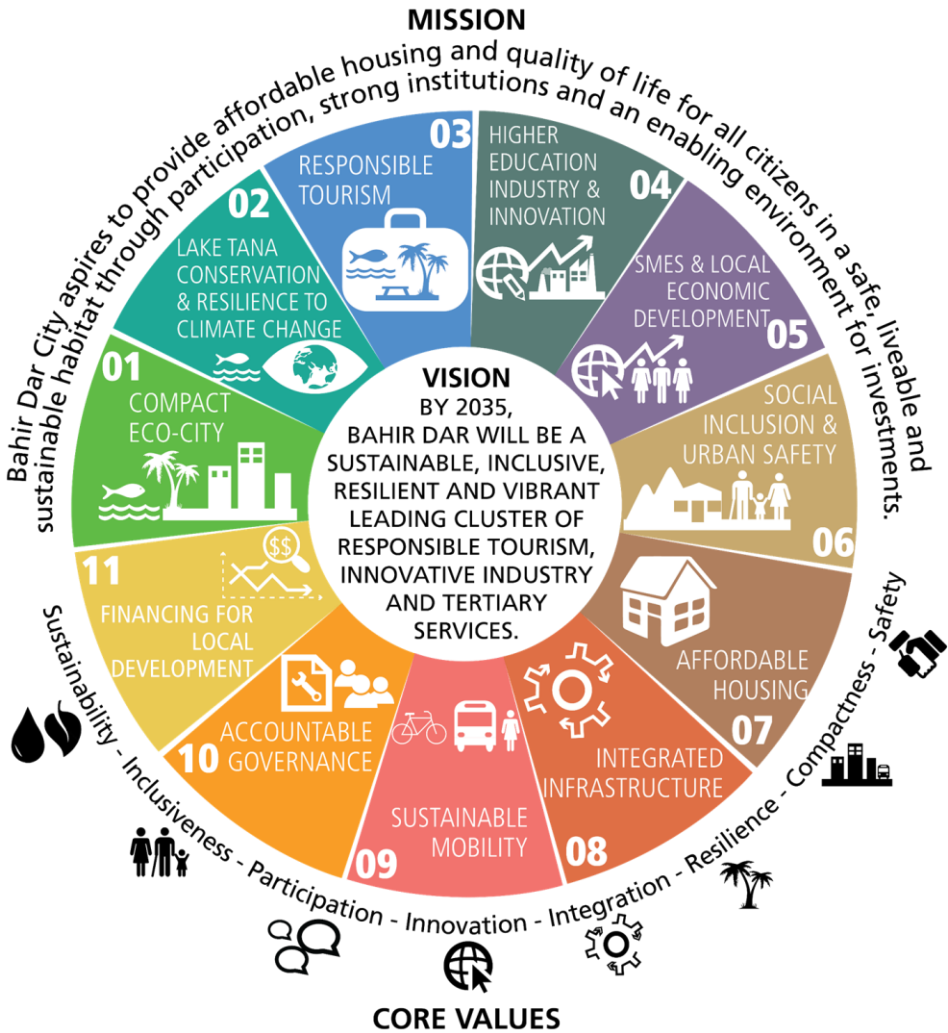 MISSION
Bahir Dar City aspires to provide affordable housing and quality of life for all citizens in a safe, liveable and
sustainable habitat through participation, strong institutions and an enabling environment for investments.
01
COMPACT
ECO-CITY
02
LAKE TANA
CONSERVATION
& RESILIENCE TO
CLIMATE CHANGE
03
RESPONSIBLE
TOURISM
04
HIGHER
EDUCATION
INDUSTRY &
INNOVATION
05
SMES & LOCAL
ECONOMIC
DEVELOPMENT
06
SOCIAL
INCLUSION &
URBAN SAFETY
07
AFFORDABLE
HOUSING
08
INTEGRATED
INFRASTRUCTURE
09
SUSTAINABLE
MOBILITY
10
ACCOUNTABLE
GOVERNANCE
11
$$
FINANCING FOR
LOCAL
DEVELOPMENT
VISION
BY 2035,
BAHIR DAR WILL BE A
SUSTAINABLE, INCLUSIVE,
RESILIENT AND VIBRANT
LEADING CLUSTER OF
RESPONSIBLE TOURISM,
INNOVATIVE INDUSTRY
AND TERTIARY
SERVICES.
Sustainability - Inclusiveness - Participation - Innovation - Integration - Resilience - Compactness - Safety
CORE VALUES